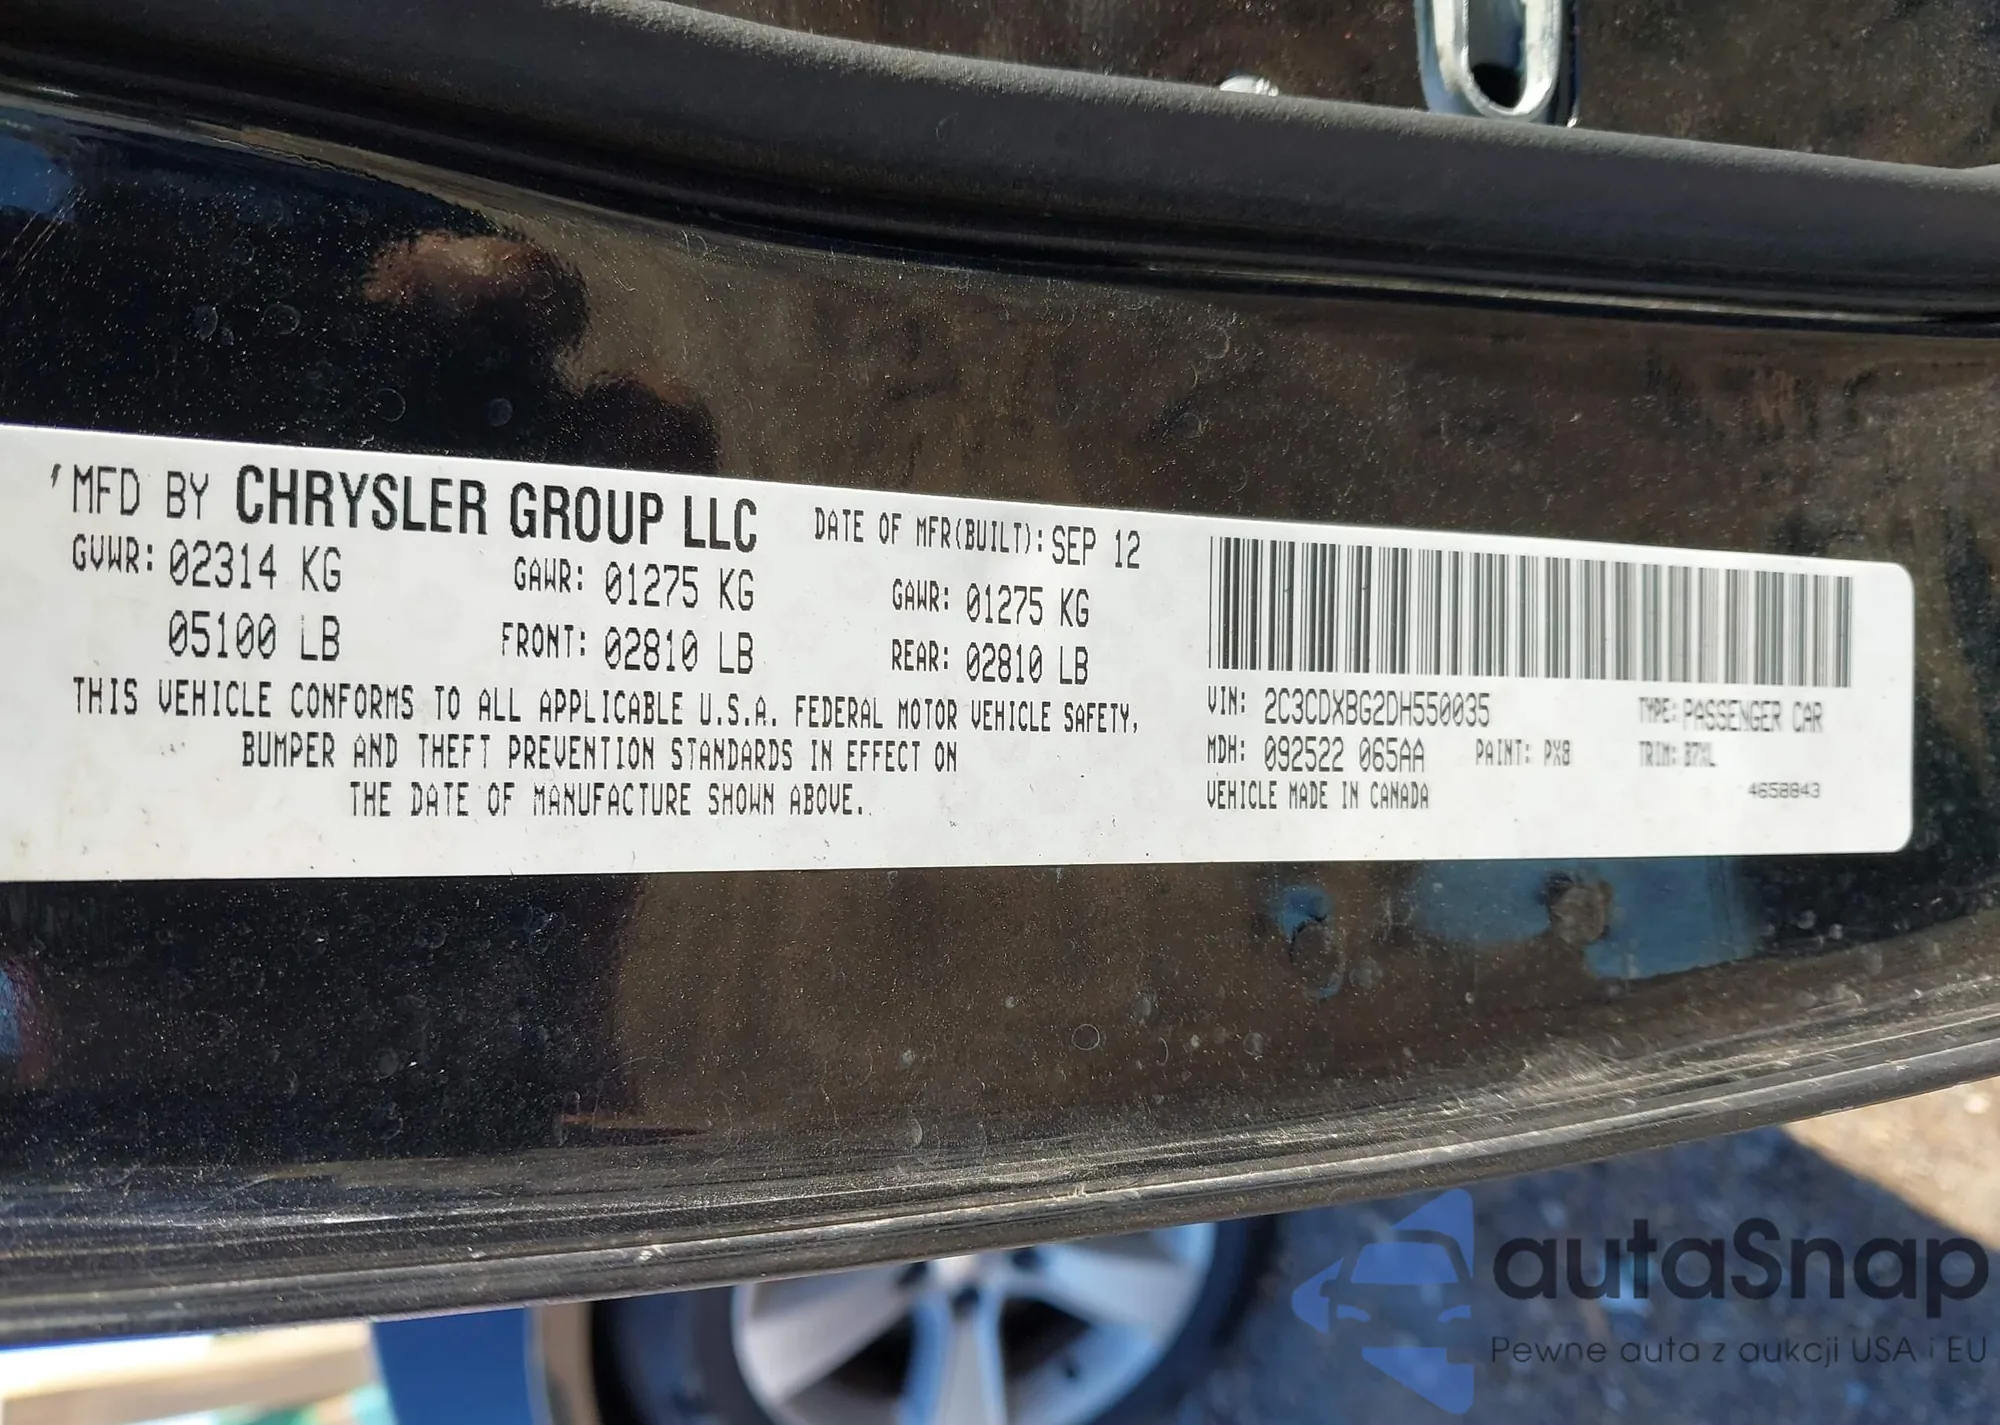 MFD BY CHRYSLER GROUP LLC DATE OF MFR(BUILT): SEP 12
GVWR: 02314 KG GAWR: 01275 KG GAWR: 01275 KG
05100 LB FRONT: 02810 LB REAR: 02810 LB
THIS VEHICLE CONFORMS TO ALL APPLICABLE U.S.A. FEDERAL MOTOR VEHICLE SAFETY,
BUMPER AND THEFT PREVENTION STANDARDS IN EFFECT ON
THE DATE OF MANUFACTURE SHOWN ABOVE.
VIN: 2C3CDXBG2DH550035 TYPE: PASSENGER CAR
MDH: 092522 065AA PAINT: PX8 TRIM: B7XL
VEHICLE MADE IN CANADA 4658843
autaSnap
Pewne auta z aukcji USA i EU